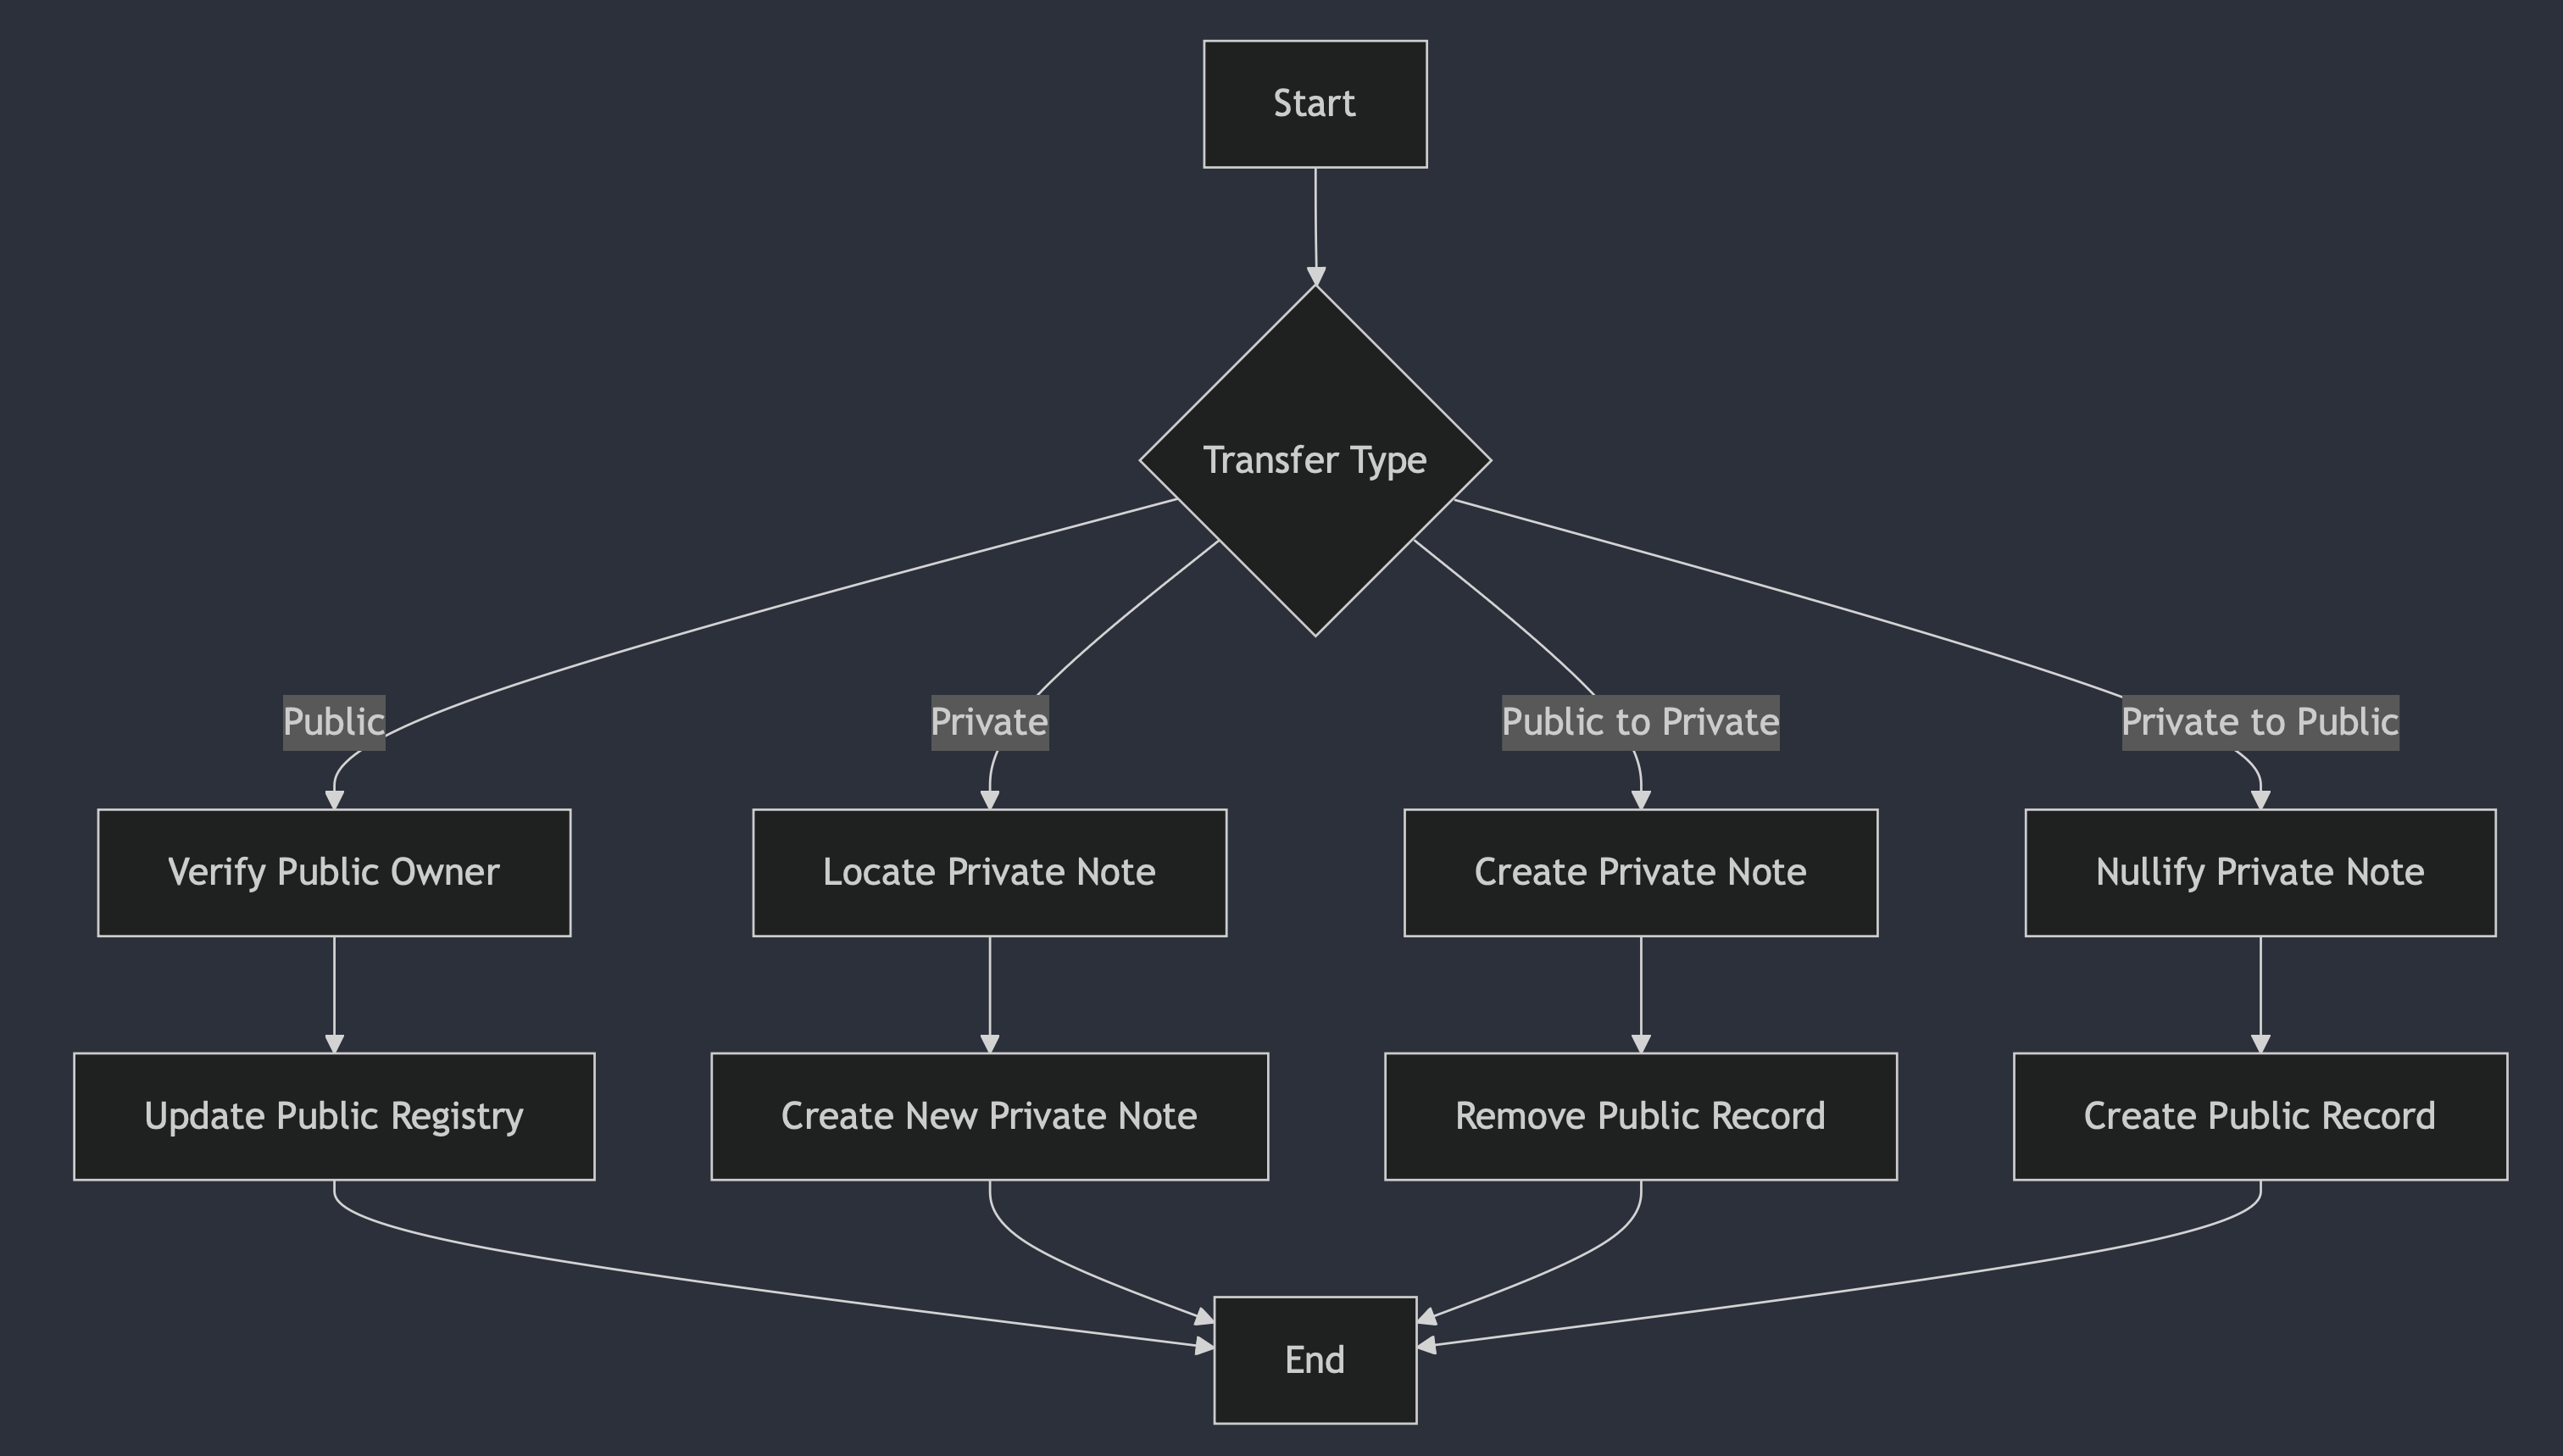 Start
Transfer Type
Public
Private
Public to Private
Private to Public
Verify Public Owner
Locate Private Note
Create Private Note
Nullify Private Note
Update Public Registry
Create New Private Note
Remove Public Record
Create Public Record
End